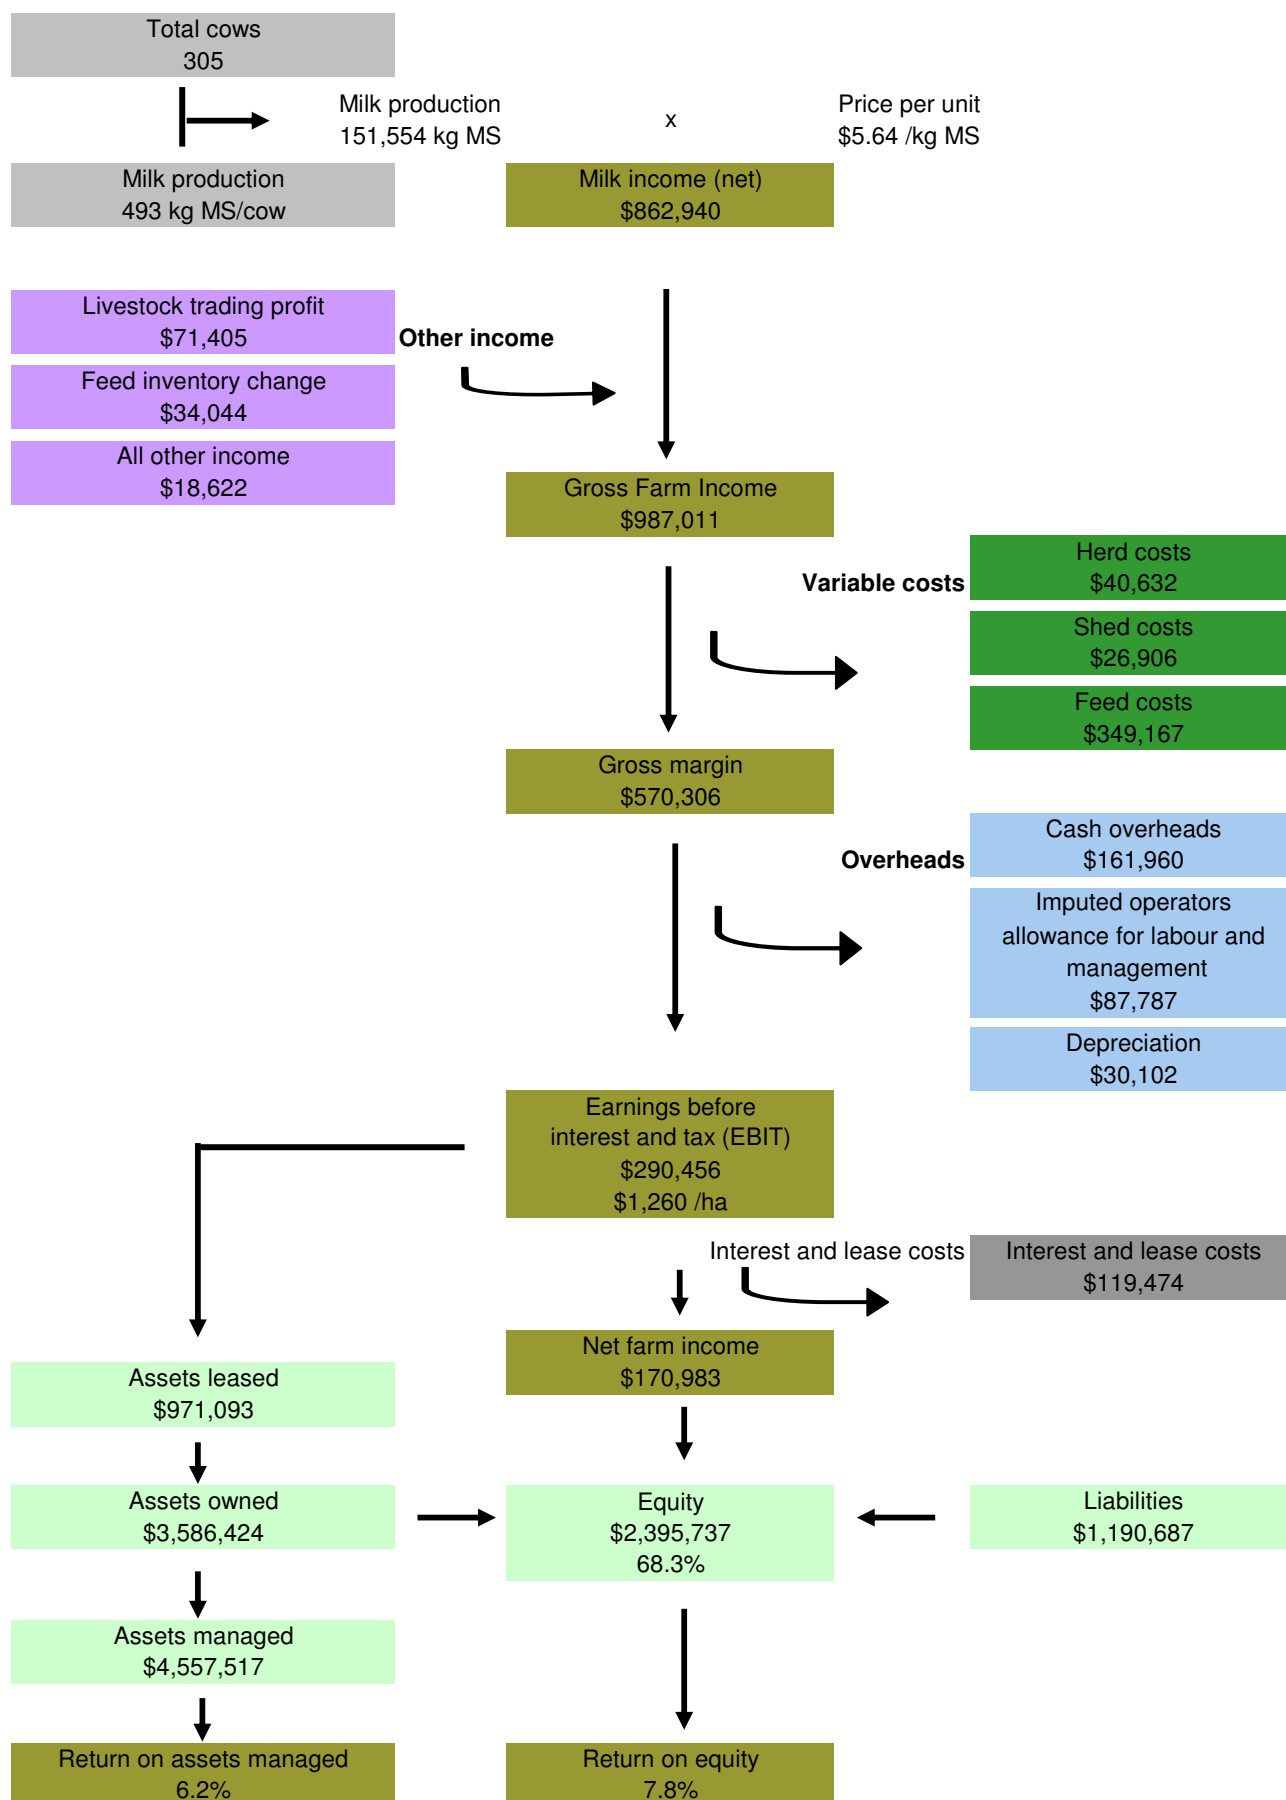 Total cows
305
Milk production
151,554 kg MS
x
Price per unit
$5.64 /kg MS
Milk production
493 kg MS/cow
Milk income (net)
$862,940
Livestock trading profit
$71,405
Other income
Feed inventory change
$34,044
All other income
$18,622
Gross Farm Income
$987,011
Variable costs
Herd costs
$40,632
Shed costs
$26,906
Feed costs
$349,167
Gross margin
$570,306
Overheads
Cash overheads
$161,960
Imputed operators
allowance for labour and
management
$87,787
Depreciation
$30,102
Earnings before
interest and tax (EBIT)
$290,456
$1,260 /ha
Interest and lease costs
Interest and lease costs
$119,474
Net farm income
$170,983
Assets leased
$971,093
Assets owned
$3,586,424
Equity
$2,395,737
68.3%
Liabilities
$1,190,687
Assets managed
$4,557,517
Return on assets managed
6.2%
Return on equity
7.8%